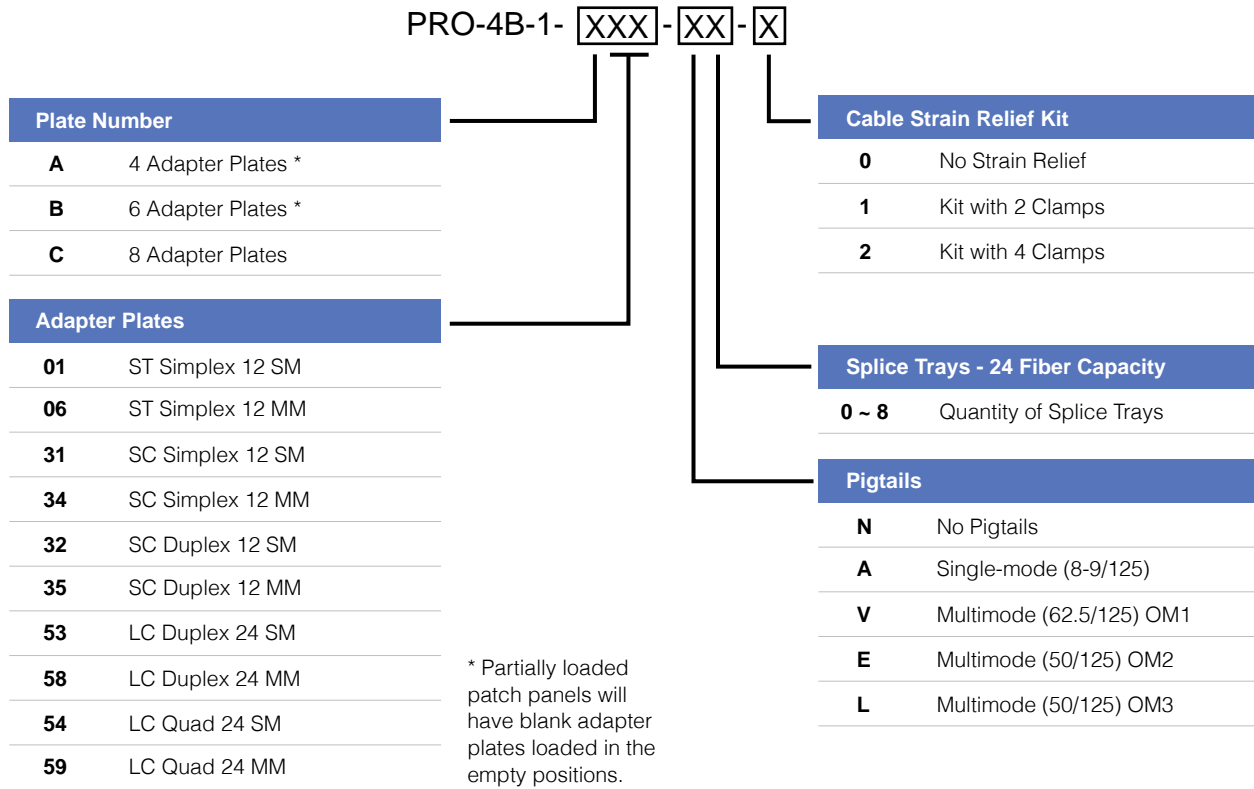 PRO-4B-1- XXX - XX - X
Plate Number
A 4 Adapter Plates *
B 6 Adapter Plates *
C 8 Adapter Plates
Adapter Plates
01 ST Simplex 12 SM
06 ST Simplex 12 MM
31 SC Simplex 12 SM
34 SC Simplex 12 MM
32 SC Duplex 12 SM
35 SC Duplex 12 MM
53 LC Duplex 24 SM
58 LC Duplex 24 MM
54 LC Quad 24 SM
59 LC Quad 24 MM
* Partially loaded
patch panels will
have blank adapter
plates loaded in the
empty positions.
Cable Strain Relief Kit
0 No Strain Relief
1 Kit with 2 Clamps
2 Kit with 4 Clamps
Splice Trays - 24 Fiber Capacity
0 ~ 8 Quantity of Splice Trays
Pigtails
N No Pigtails
A Single-mode (8-9/125)
V Multimode (62.5/125) OM1
E Multimode (50/125) OM2
L Multimode (50/125) OM3